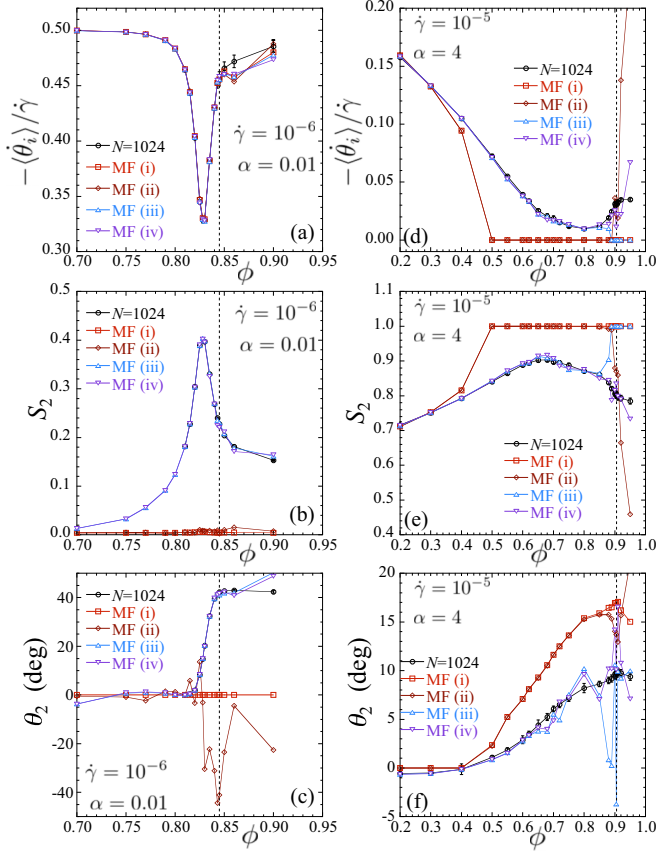 0.50
0.45
0.40
0.35
0.30
−⟨θ̇ᵢ⟩/γ̇
N=1024
MF (i)
MF (ii)
MF (iii)
MF (iv)
γ̇ = 10⁻⁶
α = 0.01
(a)
0.70 0.75 0.80 0.85 0.90 0.95
ϕ
0.20
0.15
0.10
0.05
0.00
−⟨θ̇ᵢ⟩/γ̇
γ̇ = 10⁻⁵
α = 4
N=1024
MF (i)
MF (ii)
MF (iii)
MF (iv)
(d)
0.2 0.3 0.4 0.5 0.6 0.7 0.8 0.9 1.0
ϕ
0.4
0.3
0.2
0.1
0.0
S₂
N=1024
MF (i)
MF (ii)
MF (iii)
MF (iv)
γ̇ = 10⁻⁶
α = 0.01
(b)
0.70 0.75 0.80 0.85 0.90 0.95
ϕ
1.1
1.0
0.9
0.8
0.7
0.6
0.5
0.4
S₂
γ̇ = 10⁻⁵
α = 4
N=1024
MF (i)
MF (ii)
MF (iii)
MF (iv)
(e)
0.2 0.3 0.4 0.5 0.6 0.7 0.8 0.9 1.0
ϕ
40
20
0
-20
-40
θ₂ (deg)
N=1024
MF (i)
MF (ii)
MF (iii)
MF (iv)
γ̇ = 10⁻⁶
α = 0.01
(c)
0.70 0.75 0.80 0.85 0.90 0.95
ϕ
20
15
10
5
0
-5
θ₂ (deg)
γ̇ = 10⁻⁵
α = 4
N=1024
MF (i)
MF (ii)
MF (iii)
MF (iv)
(f)
0.2 0.3 0.4 0.5 0.6 0.7 0.8 0.9 1.0
ϕ